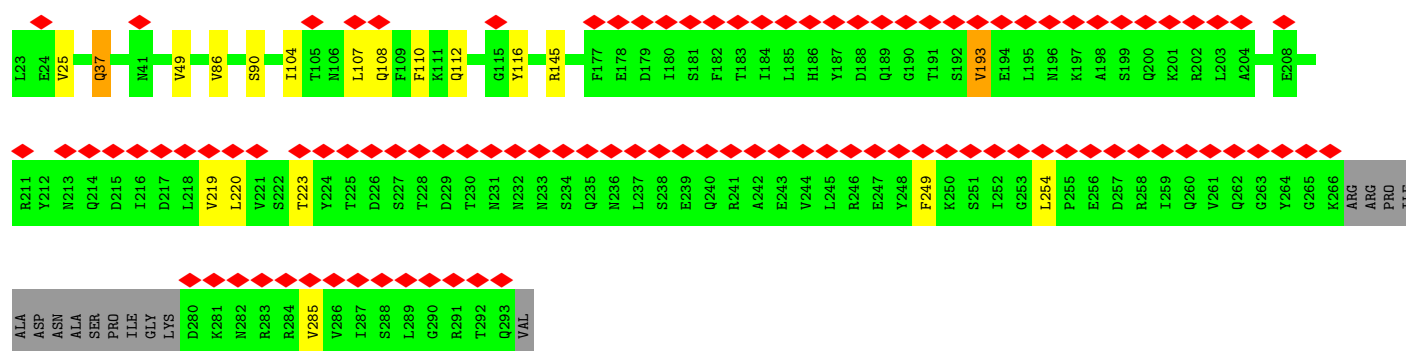 L23 E24 V25 Q37 N41 V49 V86 S90 I104 T105 N106 L107 Q108 F109 F110 K111 Q112 G115 Y116 R145 F177 E178 D179 I180 S181 F182 T183 I184 L185 H186 Y187 D188 Q189 G190 T191 S192 V193 E194 L195 N196 K197 A198 S199 Q200 K201 R202 L203 A204 E208
R211 Y212 N213 Q214 D215 I216 D217 L218 V219 L220 V221 S222 T223 Y224 T225 D226 S227 T228 D229 T230 N231 N232 N233 S234 Q235 N236 L237 S238 E239 Q240 R241 A242 E243 V244 L245 R246 E247 Y248 F249 K250 S251 I252 G253 L254 P255 E256 D257 R258 I259 Q260 V261 Q262 G263 Y264 G265 K266 ARG ARG PRO ILE
ALA ASP ASN ALA SER PRO ILE GLY LYS D280 K281 N282 R283 R284 V285 V286 I287 S288 L289 G290 R291 T292 Q293 VAL